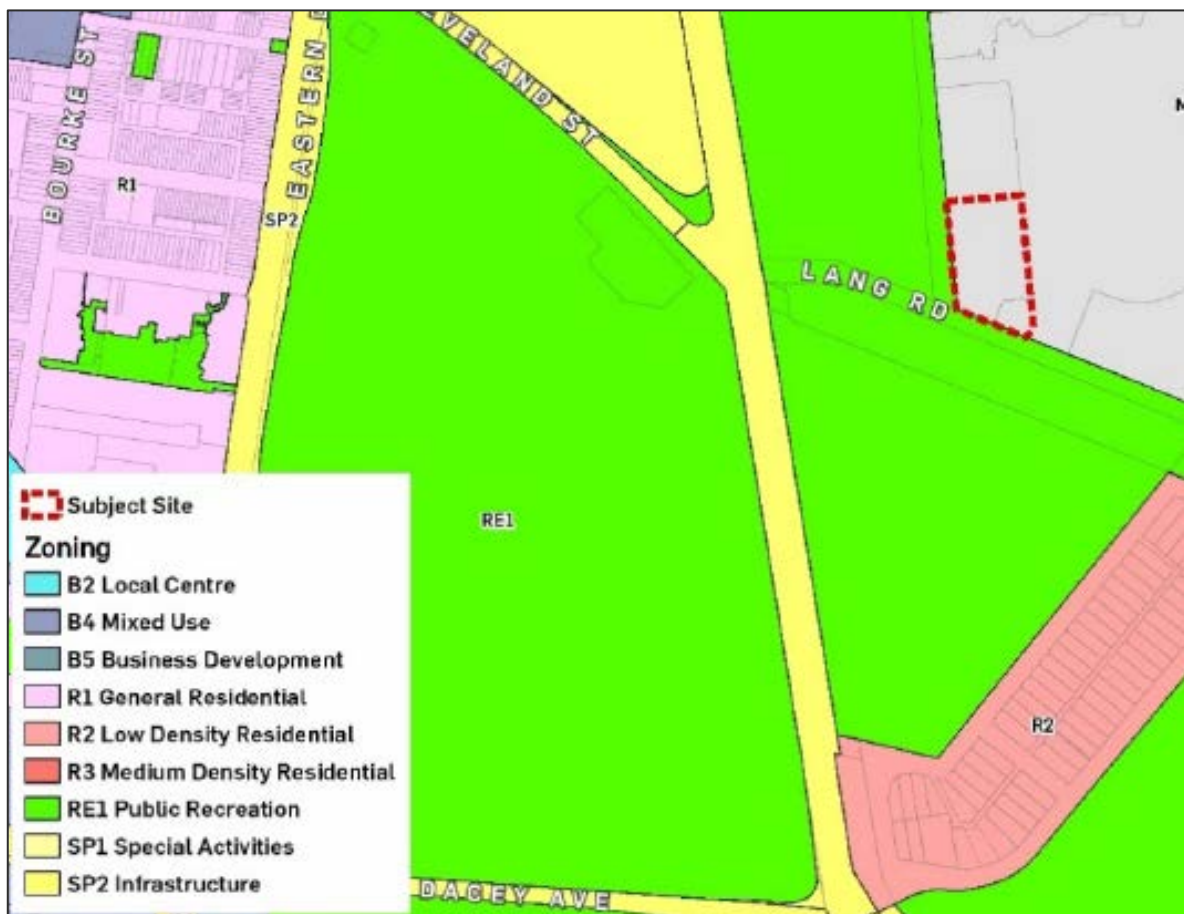 BOURKE ST
EASTERN
EVELAND ST
R1
SP2
LANG RD
RE1
R2
DACEY AVE
Subject Site
Zoning
B2 Local Centre
B4 Mixed Use
B5 Business Development
R1 General Residential
R2 Low Density Residential
R3 Medium Density Residential
RE1 Public Recreation
SP1 Special Activities
SP2 Infrastructure